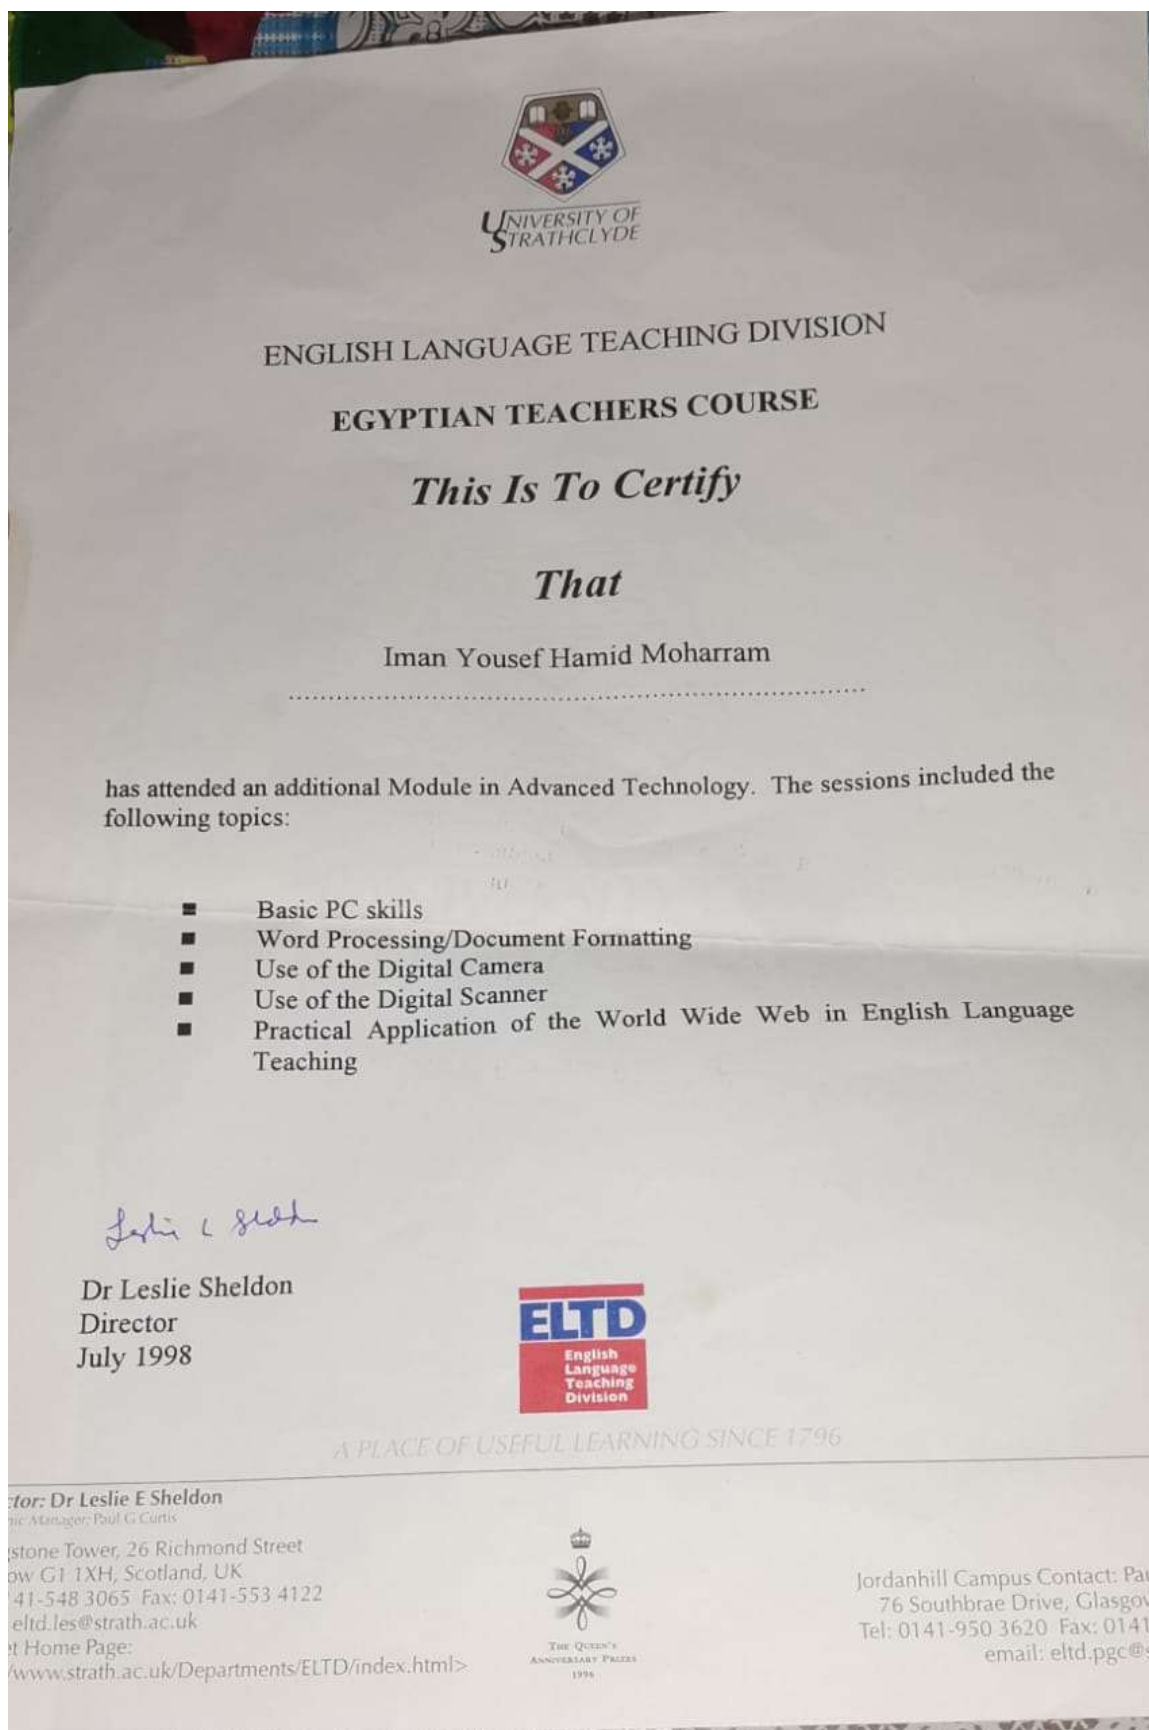 UNIVERSITY OF
STRATHCLYDE
ENGLISH LANGUAGE TEACHING DIVISION
EGYPTIAN TEACHERS COURSE
This Is To Certify
That
Iman Yousef Hamid Moharram
has attended an additional Module in Advanced Technology. The sessions included the
following topics:
Basic PC skills
Word Processing/Document Formatting
Use of the Digital Camera
Use of the Digital Scanner
Practical Application of the World Wide Web in English Language
Teaching
Dr Leslie Sheldon
Director
July 1998
ELTD
English
Language
Teaching
Division
A PLACE OF USEFUL LEARNING SINCE 1796
Dr Leslie E Sheldon
Manager: Paul G Curtis
Tower, 26 Richmond Street
G1 1XH, Scotland, UK
41-548 3065 Fax: 0141-553 4122
eltd.les@strath.ac.uk
Home Page:
/www.strath.ac.uk/Departments/ELTD/index.html>
THE QUEEN'S
ANNIVERSARY PRIZES
1996
Jordanhill Campus Contact:
76 Southbrae Drive,
Tel: 0141-950 3620 Fax: 0141
email: eltd.pgc@